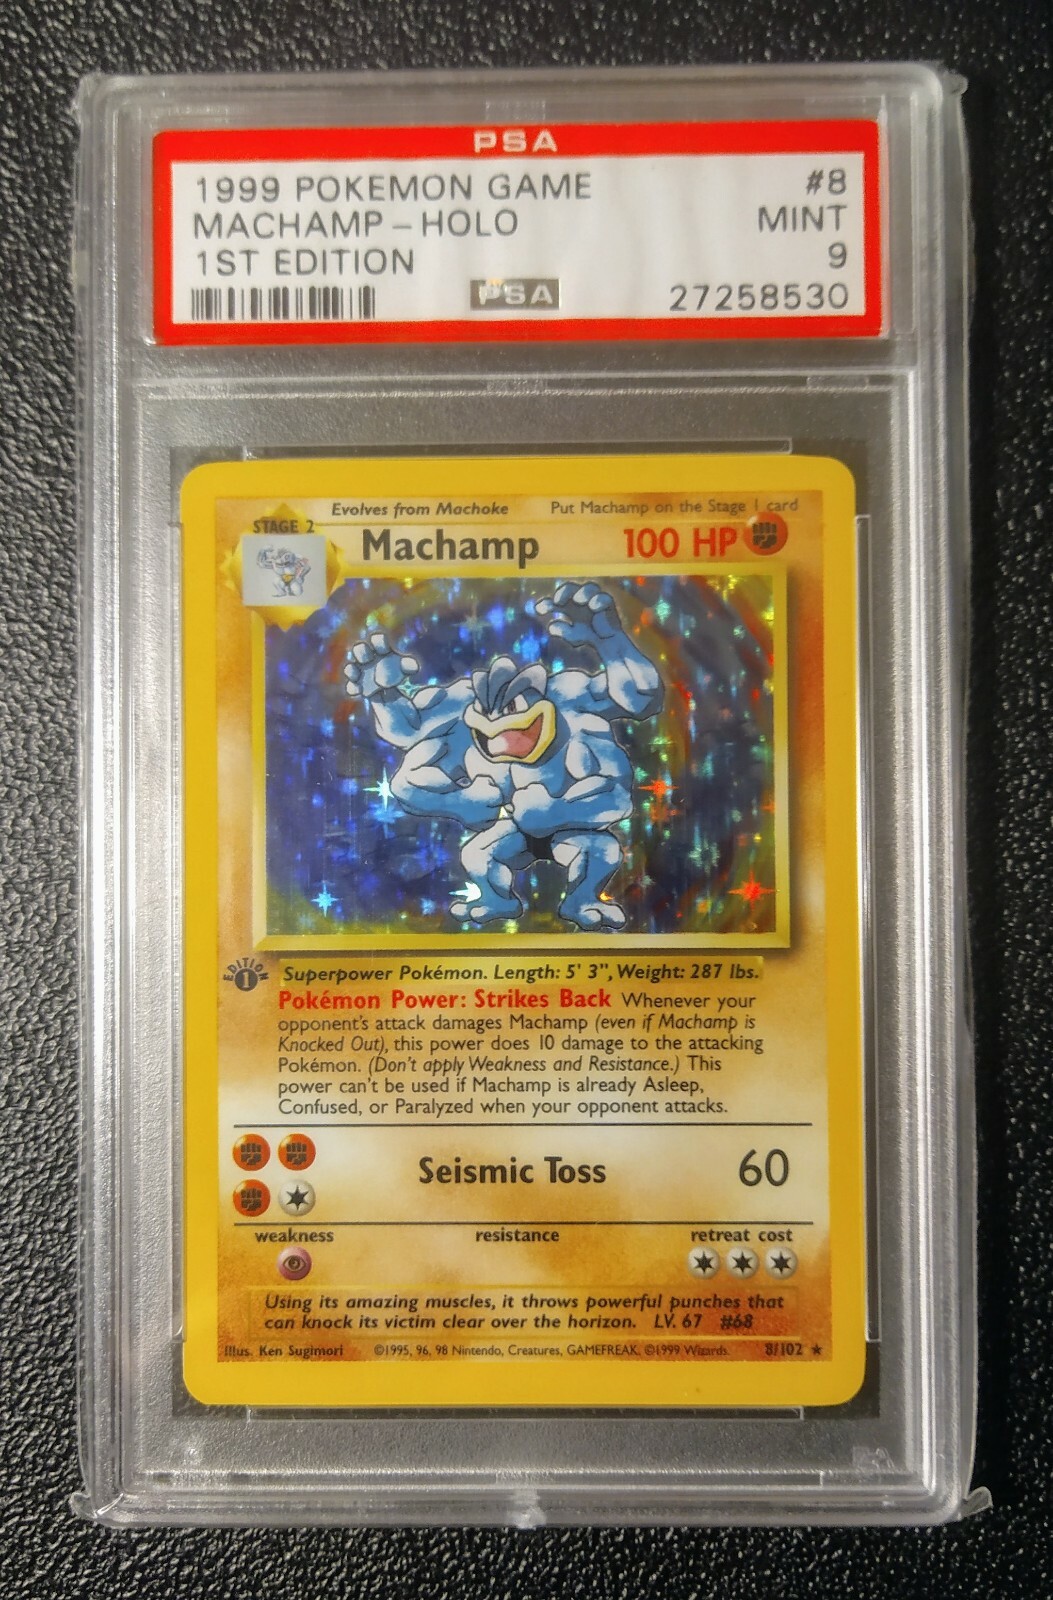 PSA
1999 POKEMON GAME #8
MACHAMP - HOLO MINT
1ST EDITION 9
PSA 27258530
Evolves from Machoke Put Machamp on the Stage 1 card
STAGE 2
Machamp 100 HP
EDITION
1
Superpower Pokémon. Length: 5' 3", Weight: 287 lbs.
Pokémon Power: Strikes Back Whenever your
opponent's attack damages Machamp (even if Machamp is
Knocked Out), this power does 10 damage to the attacking
Pokémon. (Don't apply Weakness and Resistance.) This
power can't be used if Machamp is already Asleep,
Confused, or Paralyzed when your opponent attacks.
Seismic Toss 60
weakness resistance retreat cost
Using its amazing muscles, it throws powerful punches that
can knock its victim clear over the horizon. LV. 67 #68
Illus. Ken Sugimori ©1995, 96, 98 Nintendo, Creatures, GAMEFREAK. ©1999 Wizards. 8/102 ★